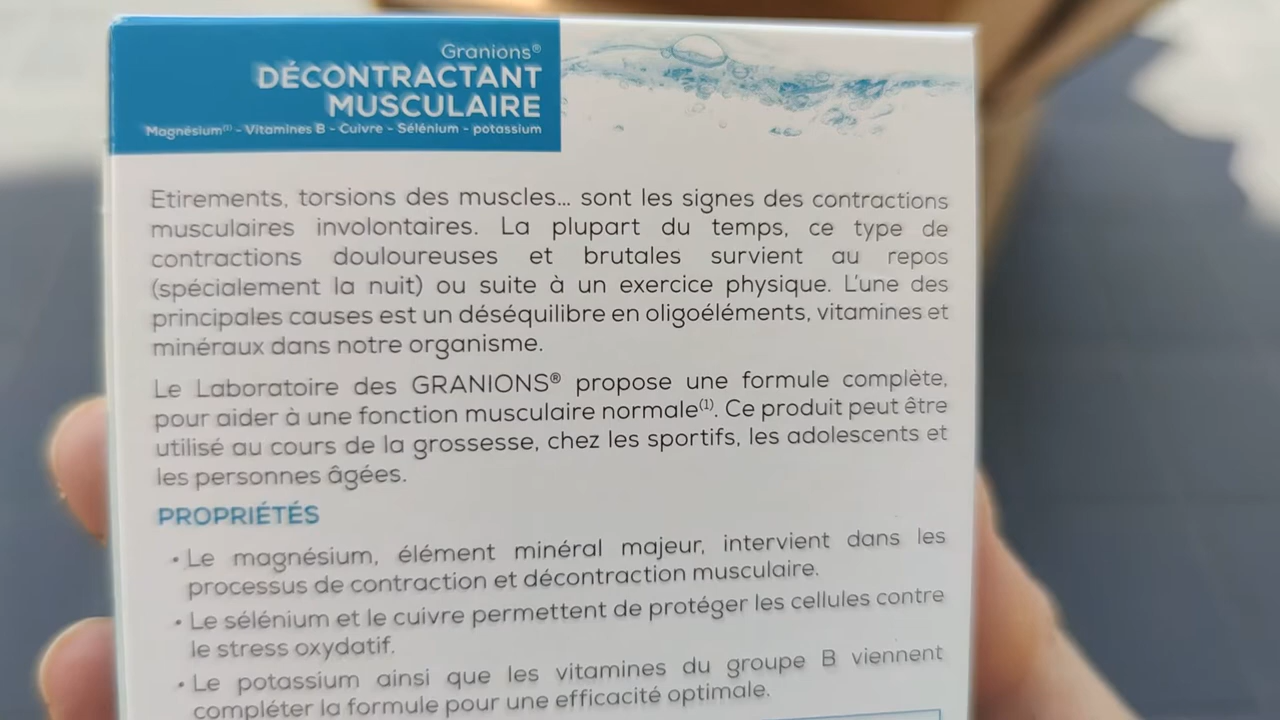 Granions®
DÉCONTRACTANT
MUSCULAIRE
Magnésium⁽¹⁾ - Vitamines B - Cuivre - Sélénium - potassium
Etirements, torsions des muscles... sont les signes des contractions
musculaires involontaires. La plupart du temps, ce type de
contractions douloureuses et brutales survient au repos
(spécialement la nuit) ou suite à un exercice physique. L'une des
principales causes est un déséquilibre en oligoéléments, vitamines et
minéraux dans notre organisme.
Le Laboratoire des GRANIONS® propose une formule complète,
pour aider à une fonction musculaire normale⁽¹⁾. Ce produit peut être
utilisé au cours de la grossesse, chez les sportifs, les adolescents et
les personnes âgées.
PROPRIÉTÉS
• Le magnésium, élément minéral majeur, intervient dans les
processus de contraction et décontraction musculaire.
• Le sélénium et le cuivre permettent de protéger les cellules contre
le stress oxydatif.
• Le potassium ainsi que les vitamines du groupe B viennent
compléter la formule pour une efficacité optimale.